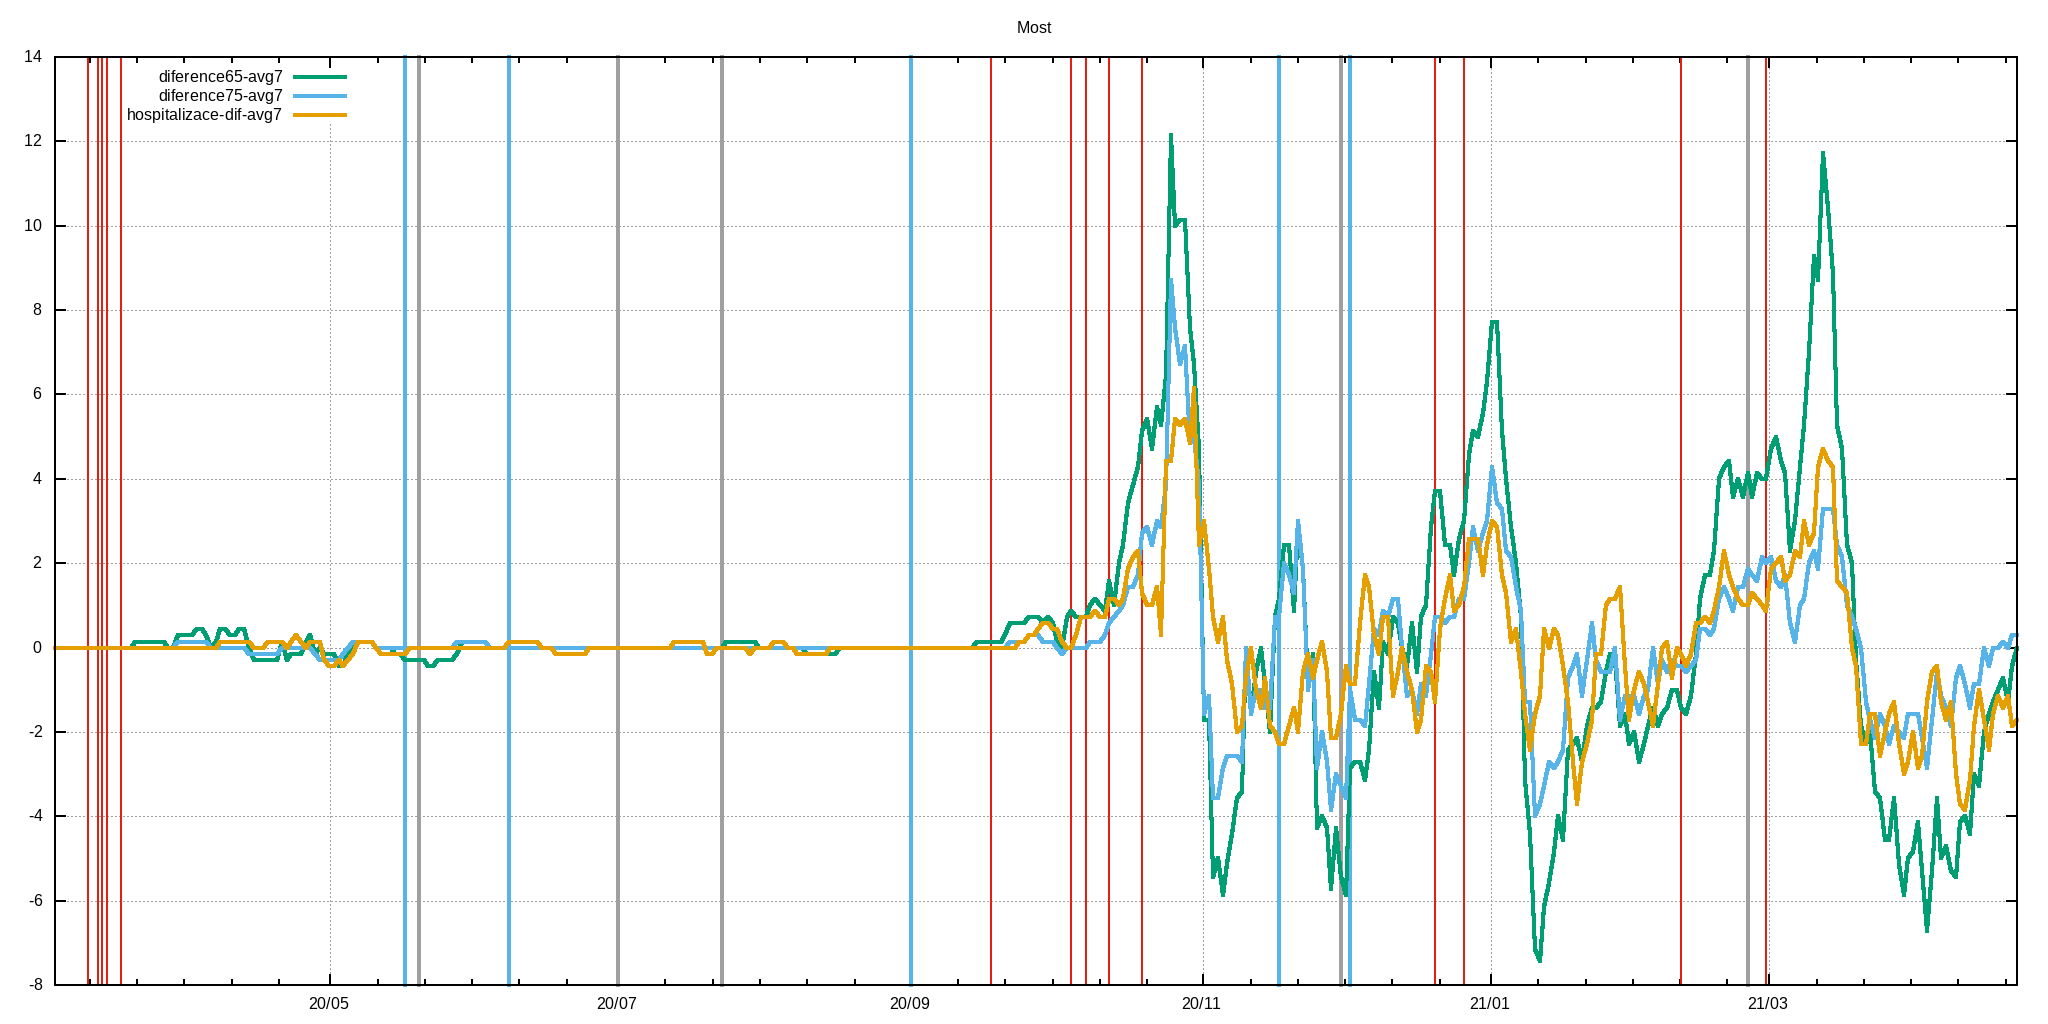 Most
diference65-avg7
diference75-avg7
hospitalizace-dif-avg7
14
12
10
8
6
4
2
0
-2
-4
-6
-8
20/05 20/07 20/09 20/11 21/01 21/03